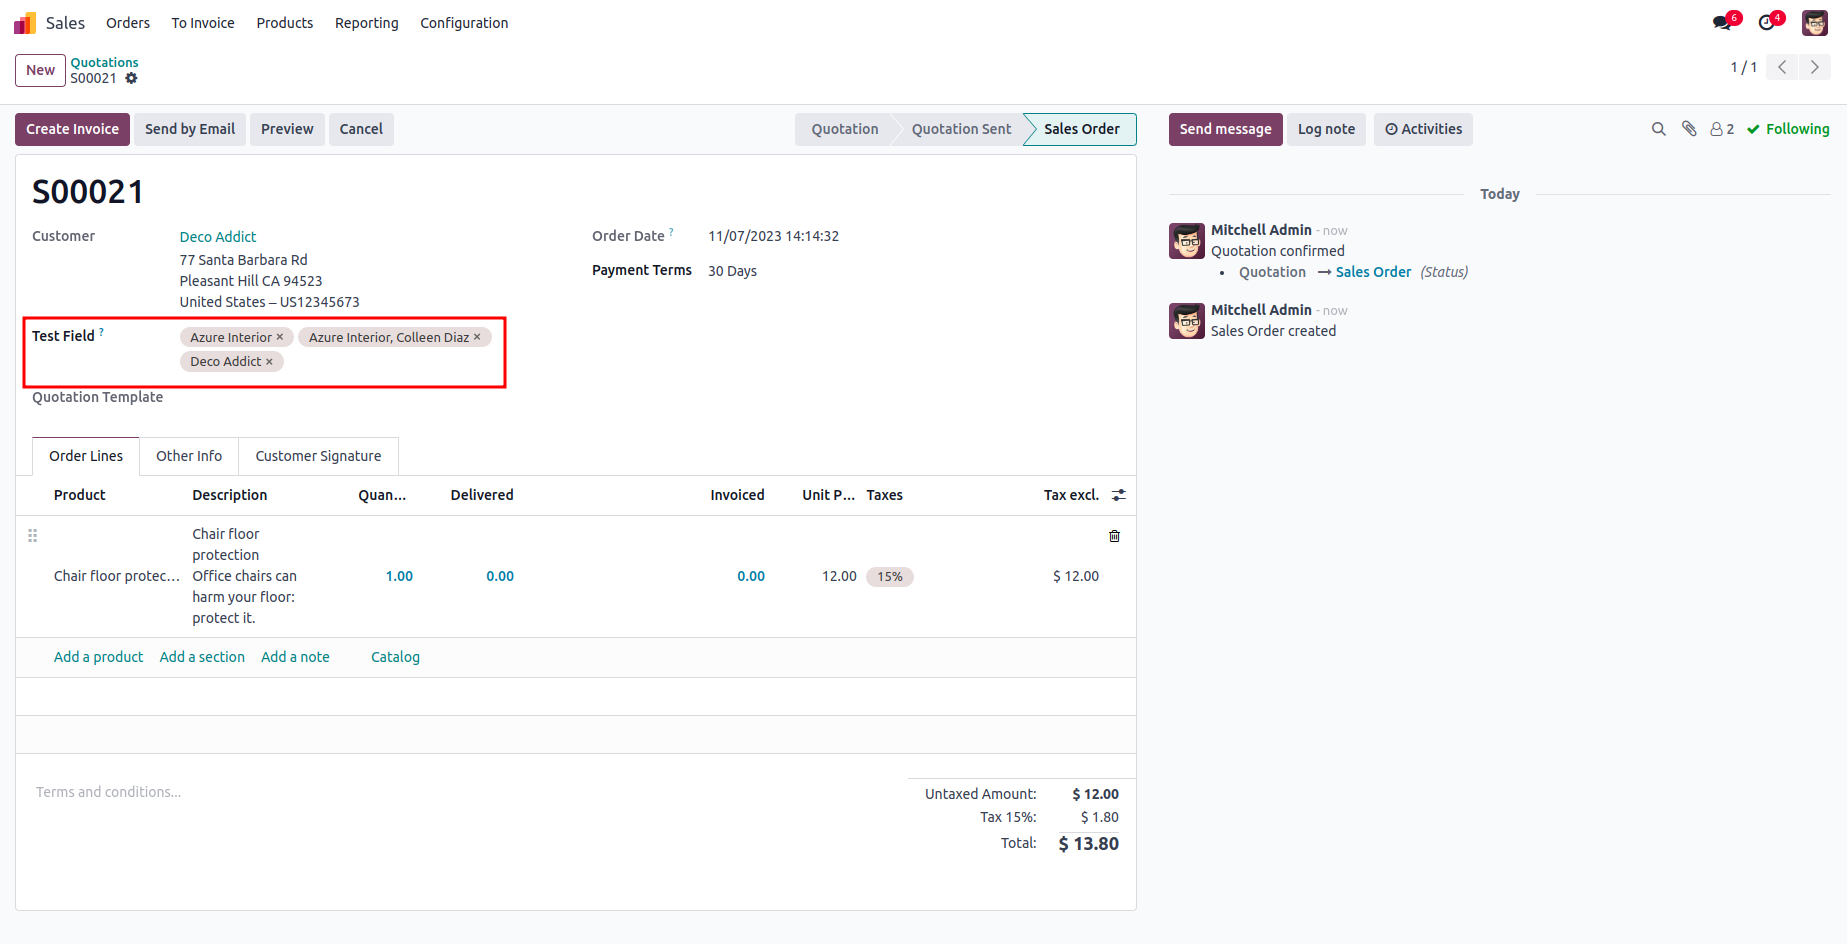 Sales Orders To Invoice Products Reporting Configuration 6 4
New Quotations
S00021
1 / 1
Create Invoice Send by Email Preview Cancel Quotation Quotation Sent Sales Order Send message Log note Activities 2 Following
S00021
Customer
Deco Addict
77 Santa Barbara Rd
Pleasant Hill CA 94523
United States – US12345673
Order Date ? 11/07/2023 14:14:32
Payment Terms 30 Days
Test Field ? Azure Interior × Azure Interior, Colleen Diaz ×
Deco Addict ×
Quotation Template
Order Lines Other Info Customer Signature
Product Description Quan... Delivered Invoiced Unit P... Taxes Tax excl.
Chair floor
protection
Chair floor protec... Office chairs can 1.00 0.00 0.00 12.00 15% $ 12.00
harm your floor:
protect it.
Add a product Add a section Add a note Catalog
Terms and conditions...
Untaxed Amount: $ 12.00
Tax 15%: $ 1.80
Total: $ 13.80
Today
Mitchell Admin - now
Quotation confirmed
• Quotation → Sales Order (Status)
Mitchell Admin - now
Sales Order created